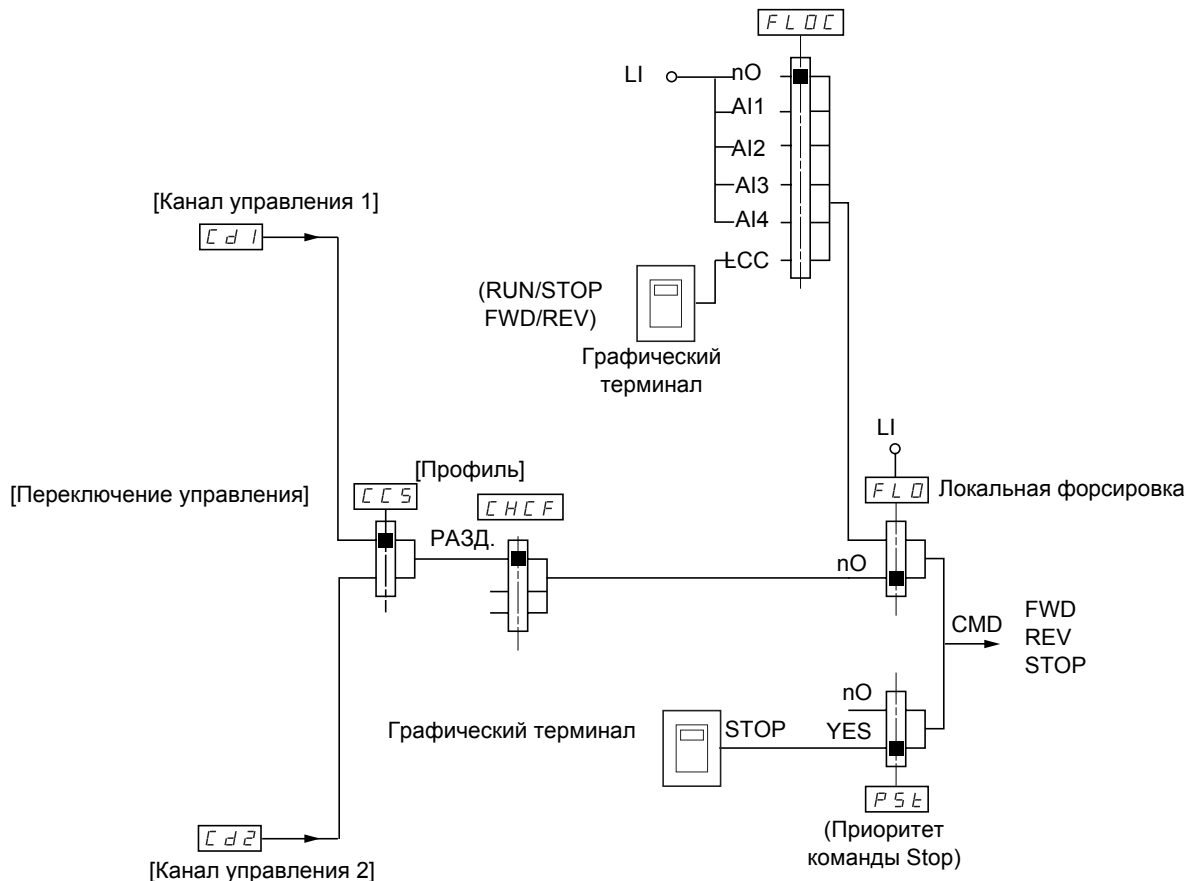 FLOC
LI
nO
AI1
AI2
AI3
AI4
LCC
(RUN/STOP
FWD/REV)
Графический
терминал
[Канал управления 1]
Cd1
LI
[Переключение управления]
CCS
[Профиль]
CHCF
РАЗД.
FLO
Локальная форсировка
nO
CMD
FWD
REV
STOP
Графический терминал
STOP
nO
YES
PSt
(Приоритет
команды Stop)
Cd2
[Канал управления 2]